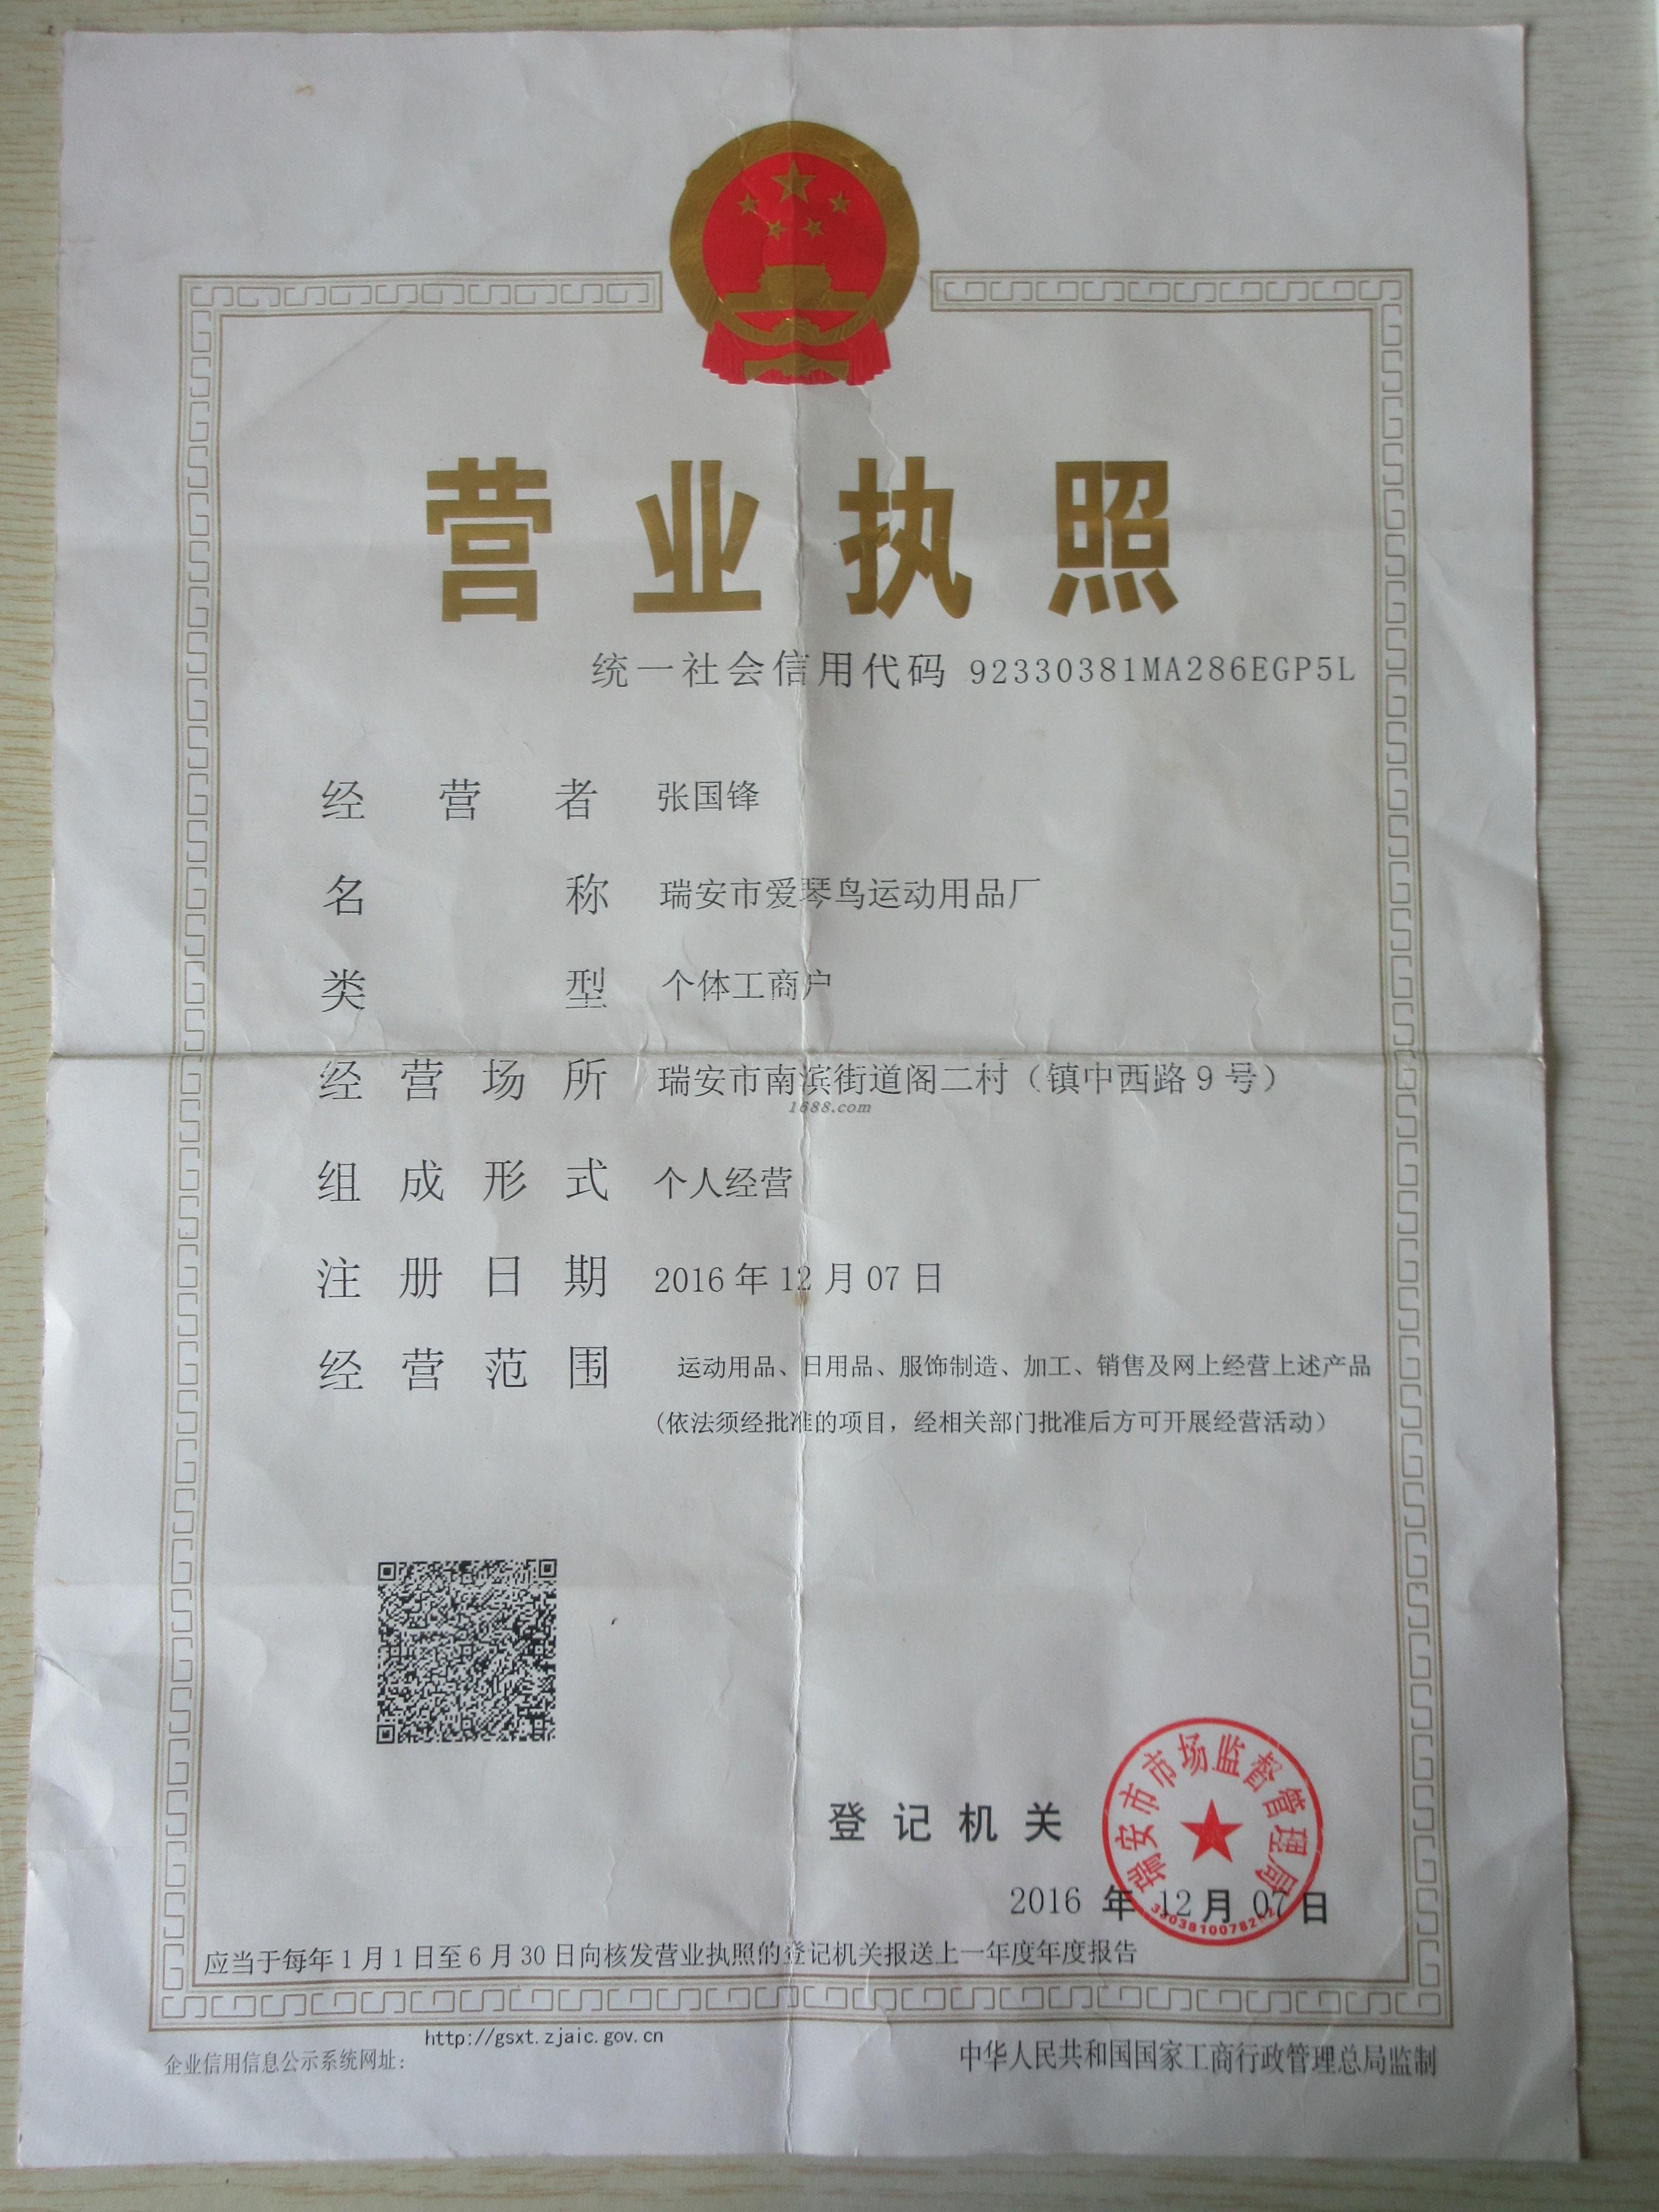 营业执照
统一社会信用代码 92330381MA286EGP5L
经营者 张国锋
名称 瑞安市爱琴鸟运动用品厂
类型 个体工商户
经营场所 瑞安市南滨街道阁二村（镇中西路9号）
1688.com
组成形式 个人经营
注册日期 2016年12月07日
经营范围 运动用品、日用品、服饰制造、加工、销售及网上经营上述产品
(依法须经批准的项目，经相关部门批准后方可开展经营活动）
登记机关
瑞安市市场监督管理局
2016 年 12 月 07 日
应当于每年1月1日至6月30日向核发营业执照的登记机关报送上一年度年度报告
http://gsxt.zjaic.gov.cn
企业信用信息公示系统网址：
中华人民共和国国家工商行政管理总局监制